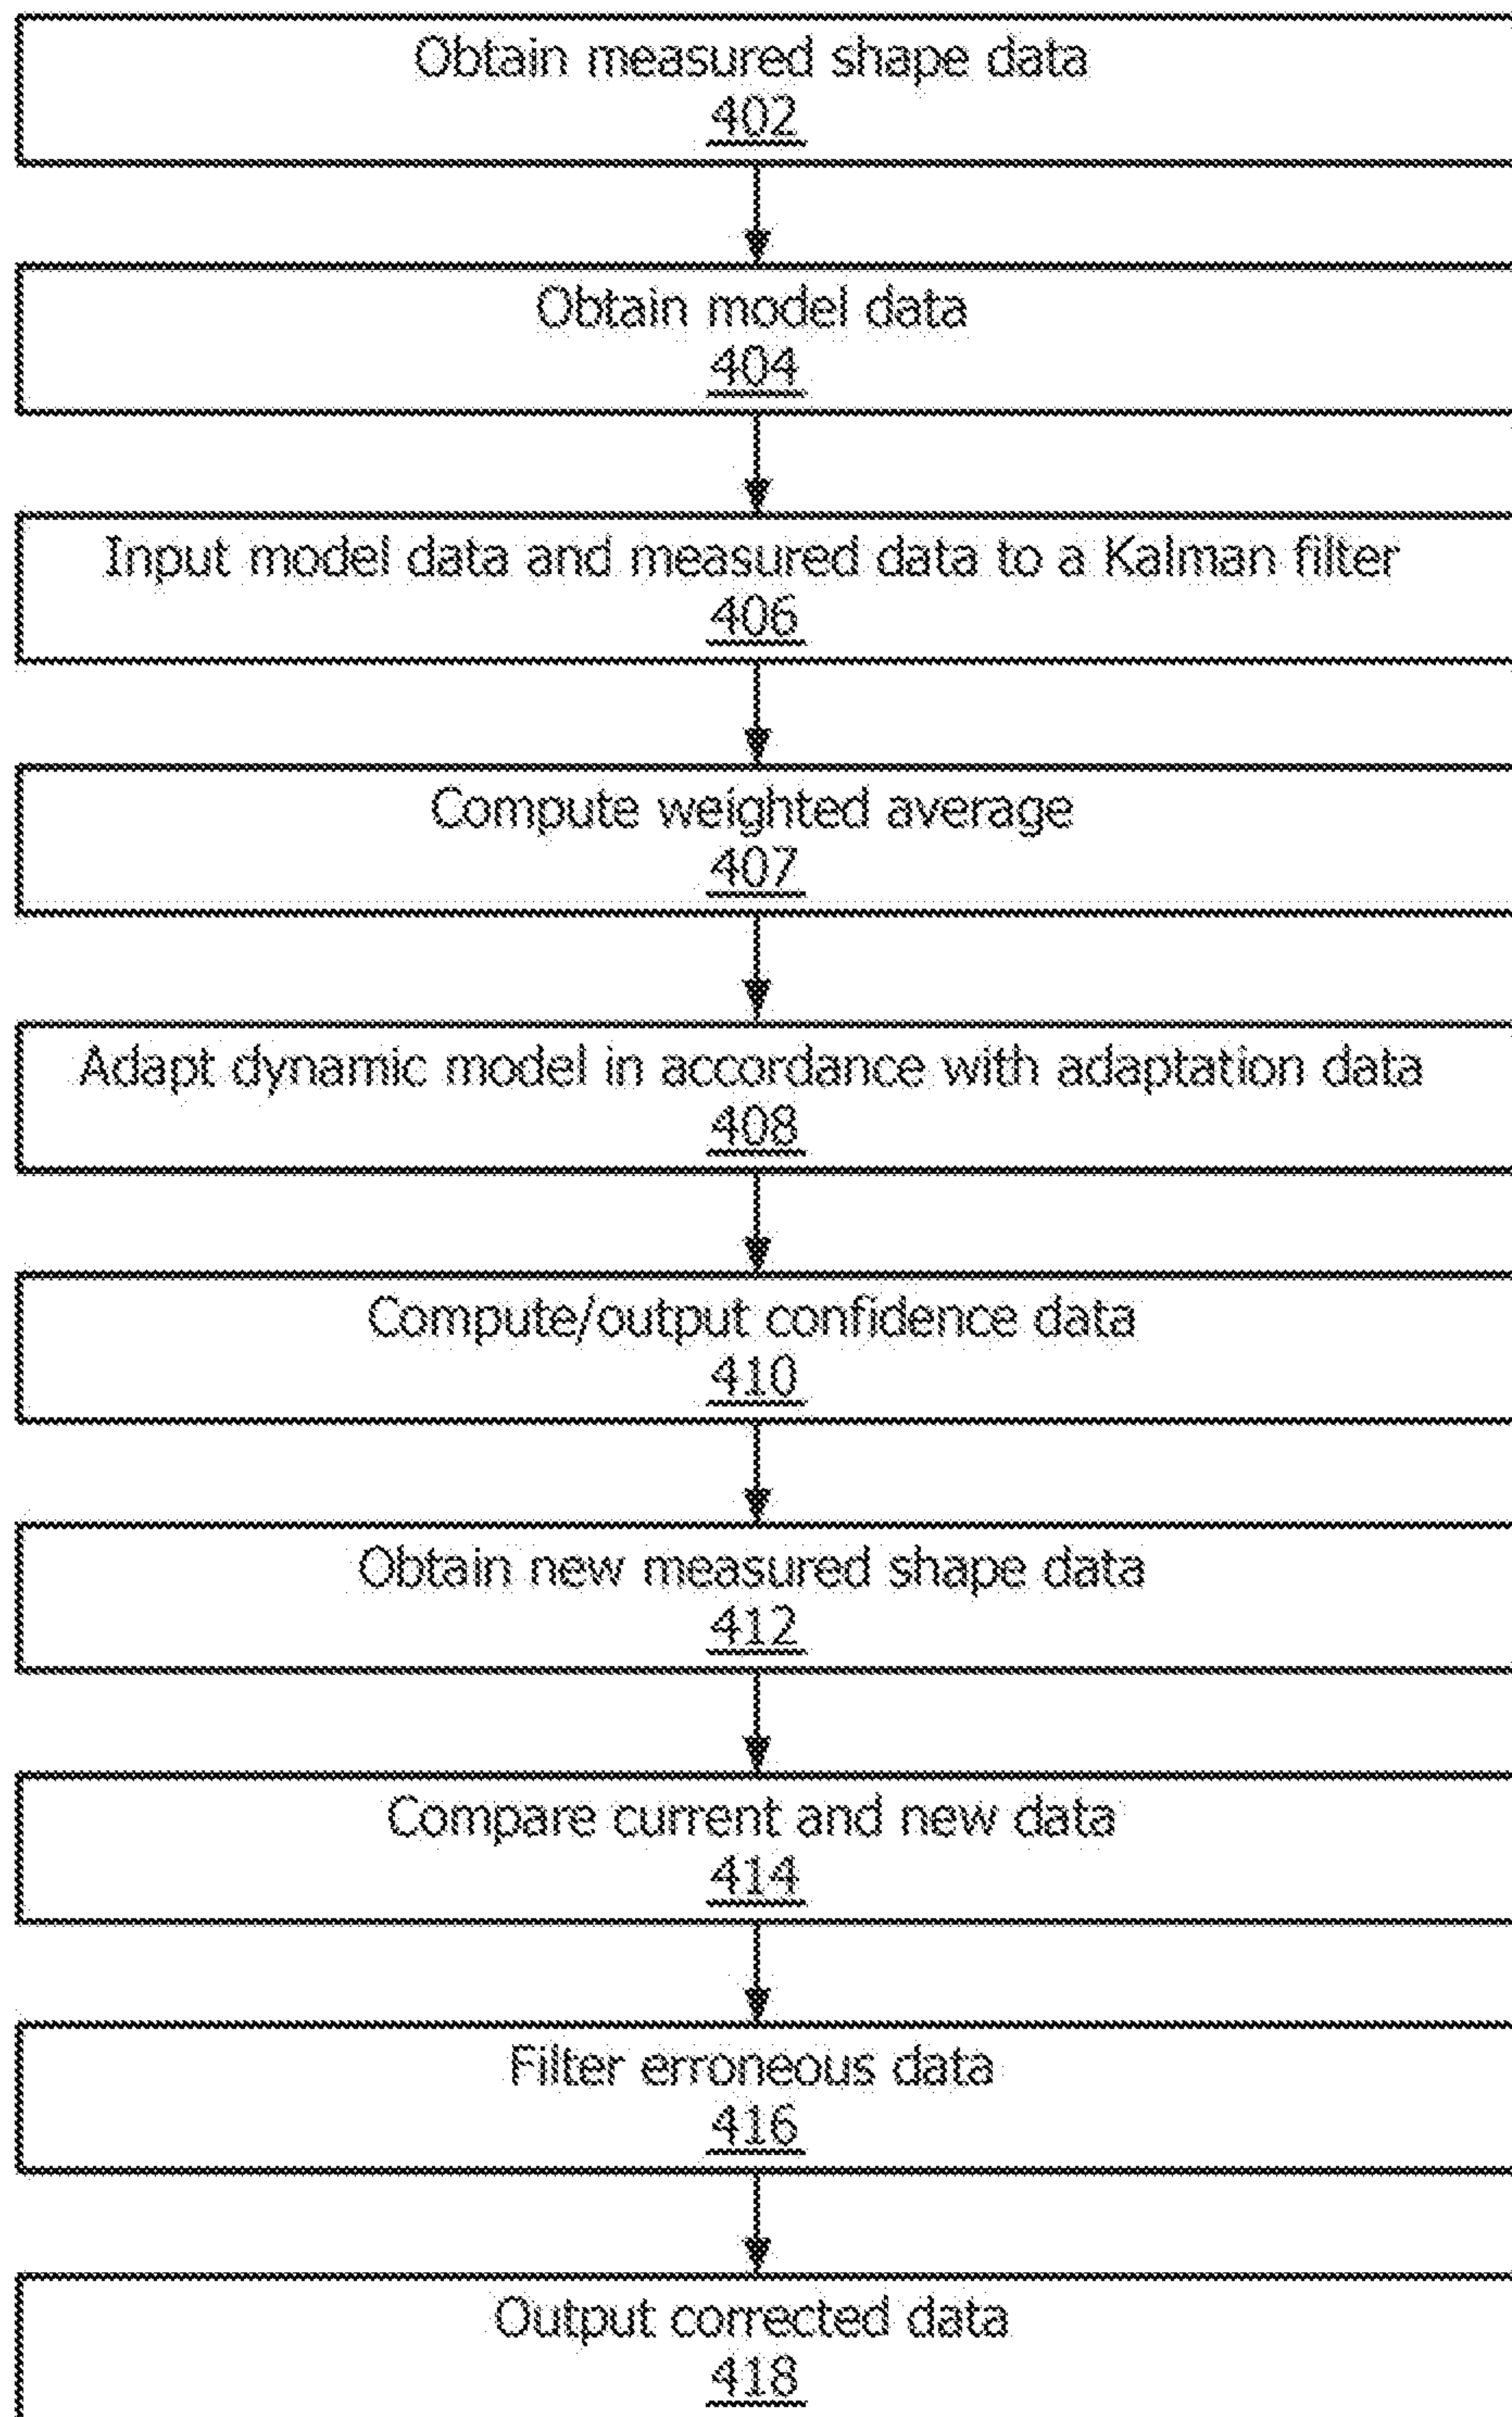 Obtain measured shape data
402
Obtain model data
404
Input model data and measured data to a Kalman filter
406
Compute weighted average
407
Adapt dynamic model in accordance with adaptation data
408
Compute/output confidence data
410
Obtain new measured shape data
412
Compare current and new data
414
Filter erroneous data
416
Output corrected data
418